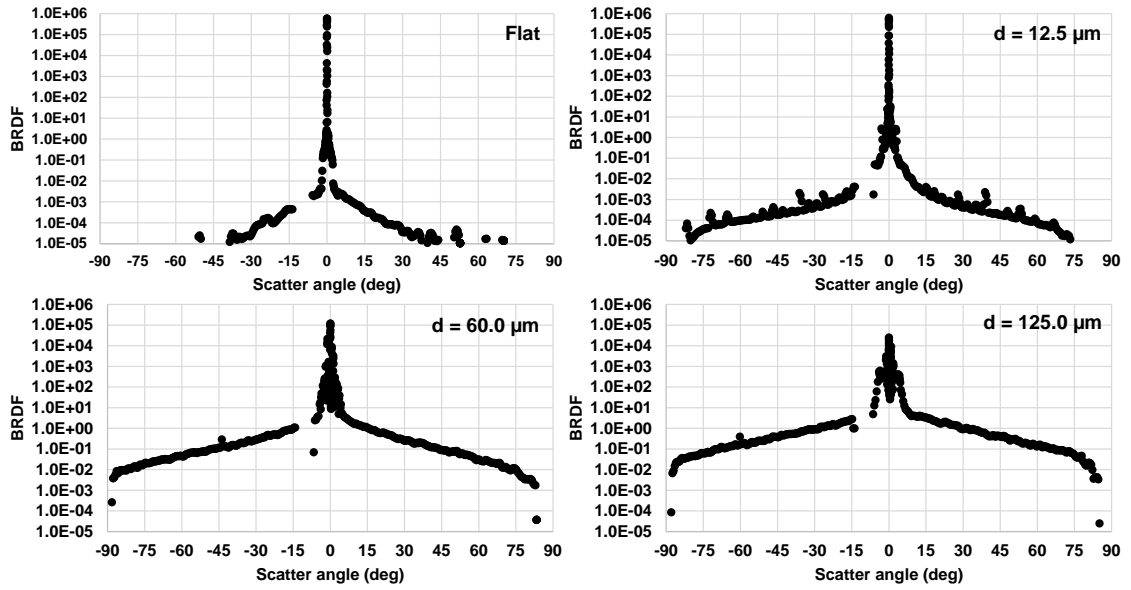 1.0E+06
1.0E+05
1.0E+04
1.0E+03
1.0E+02
1.0E+01
1.0E+00
1.0E-01
1.0E-02
1.0E-03
1.0E-04
1.0E-05
BRDF
Flat
-90 -75 -60 -45 -30 -15 0 15 30 45 60 75 90
Scatter angle (deg)
1.0E+06
1.0E+05
1.0E+04
1.0E+03
1.0E+02
1.0E+01
1.0E+00
1.0E-01
1.0E-02
1.0E-03
1.0E-04
1.0E-05
BRDF
d = 12.5 µm
-90 -75 -60 -45 -30 -15 0 15 30 45 60 75 90
Scatter angle (deg)
1.0E+06
1.0E+05
1.0E+04
1.0E+03
1.0E+02
1.0E+01
1.0E+00
1.0E-01
1.0E-02
1.0E-03
1.0E-04
1.0E-05
BRDF
d = 60.0 µm
-90 -75 -60 -45 -30 -15 0 15 30 45 60 75 90
Scatter angle (deg)
1.0E+06
1.0E+05
1.0E+04
1.0E+03
1.0E+02
1.0E+01
1.0E+00
1.0E-01
1.0E-02
1.0E-03
1.0E-04
1.0E-05
BRDF
d = 125.0 µm
-90 -75 -60 -45 -30 -15 0 15 30 45 60 75 90
Scatter angle (deg)